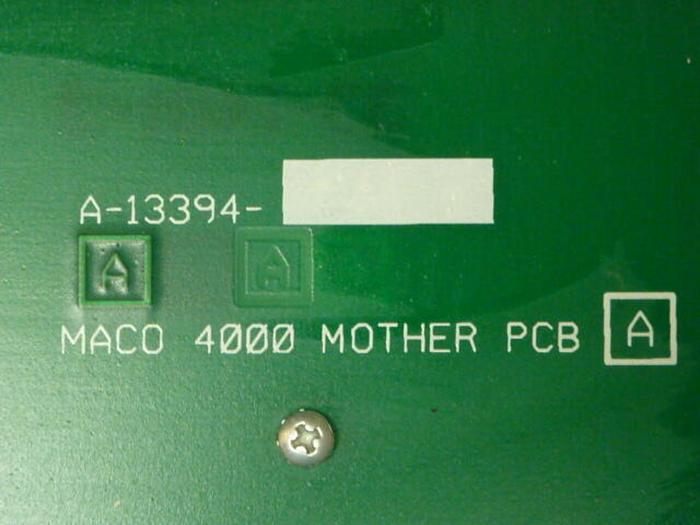 A-13394-
A A
MACO 4000 MOTHER PCB A